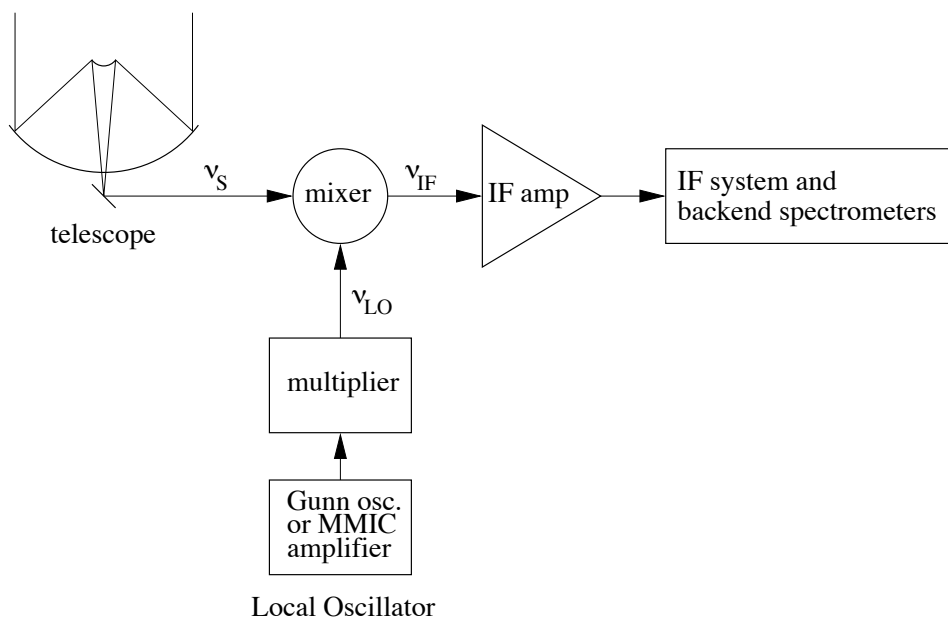 ν_S
mixer
ν_IF
IF amp
IF system and
backend spectrometers
telescope
ν_LO
multiplier
Gunn osc.
or MMIC
amplifier
Local Oscillator